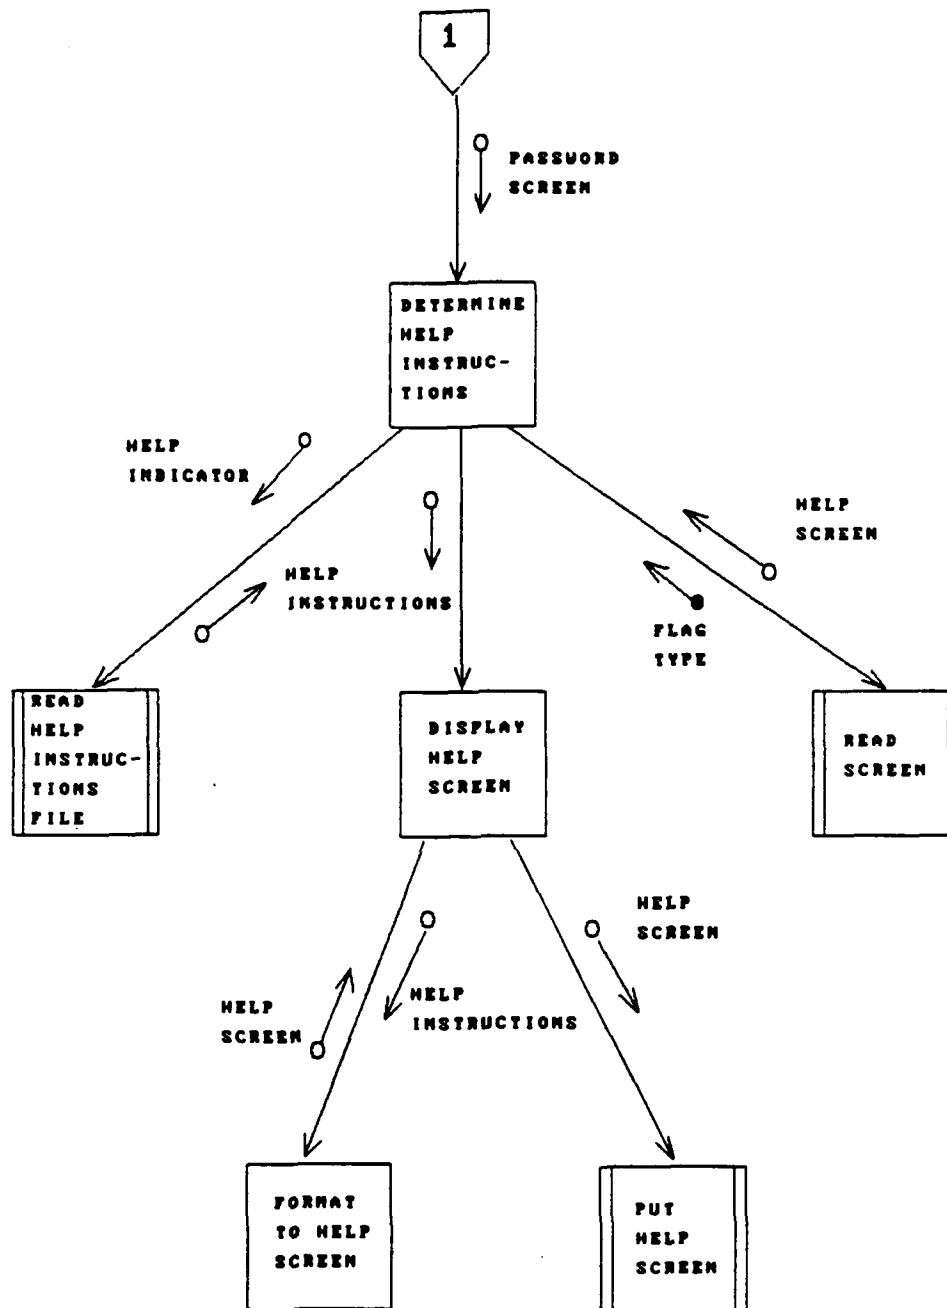 1
PASSWORD
SCREEN
DETERMINE
HELP
INSTRUC-
TIONS
HELP
INDICATOR
HELP
SCREEN
HELP
INSTRUCTIONS
FLAG
TYPE
READ
HELP
INSTRUC-
TIONS
FILE
DISPLAY
HELP
SCREEN
READ
SCREEN
HELP
SCREEN
HELP
INSTRUCTIONS
HELP
SCREEN
FORMAT
TO HELP
SCREEN
PUT
HELP
SCREEN